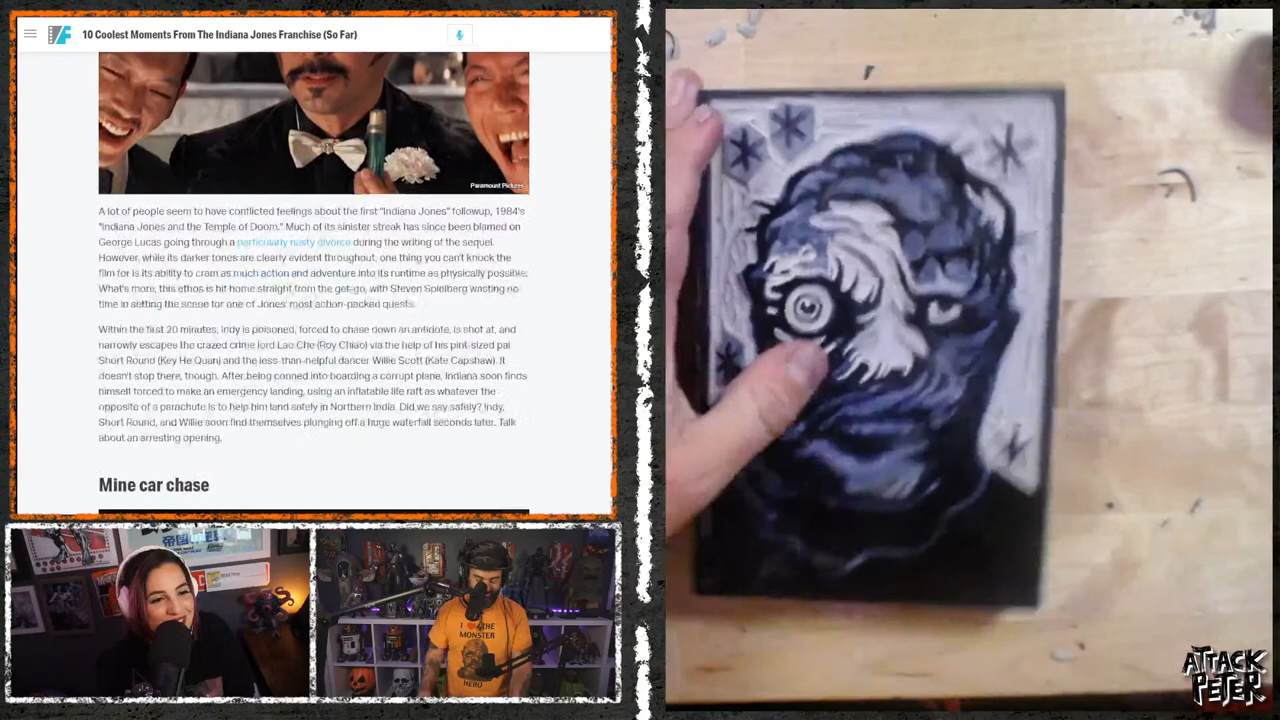 10 Coolest Moments From The Indiana Jones Franchise (So Far)
Paramount Pictures
A lot of people seem to have conflicted feelings about the first "Indiana Jones" followup, 1984's
"Indiana Jones and the Temple of Doom." Much of its sinister streak has since been blamed on
George Lucas going through a particularly nasty divorce during the writing of the sequel.
However, while its darker tones are clearly evident throughout, one thing you can't knock the
film for is its ability to cram as much action and adventure into its runtime as physically possible.
What's more, this ethos is hit home straight from the get-go, with Steven Spielberg wasting no
time in setting the scene for one of Jones' most action-packed quests.
Within the first 20 minutes, Indy is poisoned, forced to chase down an antidote, is shot at, and
narrowly escapes the crazed crime lord Lao Che (Roy Chiao) via the help of his pint-sized pal
Short Round (Key He Quan) and the less-than-helpful dancer Willie Scott (Kate Capshaw). It
doesn't stop there, though. After being conned into boarding a corrupt plane, Indiana soon finds
himself forced to make an emergency landing, using an inflatable life raft as whatever the
opposite of a parachute is to help him land safely in Northern India. Did we say safely? Indy,
Short Round, and Willie soon find themselves plunging off a huge waterfall seconds later. Talk
about an arresting opening.
Mine car chase
I THE
MONSTER
HERO
ATTACK
PETER